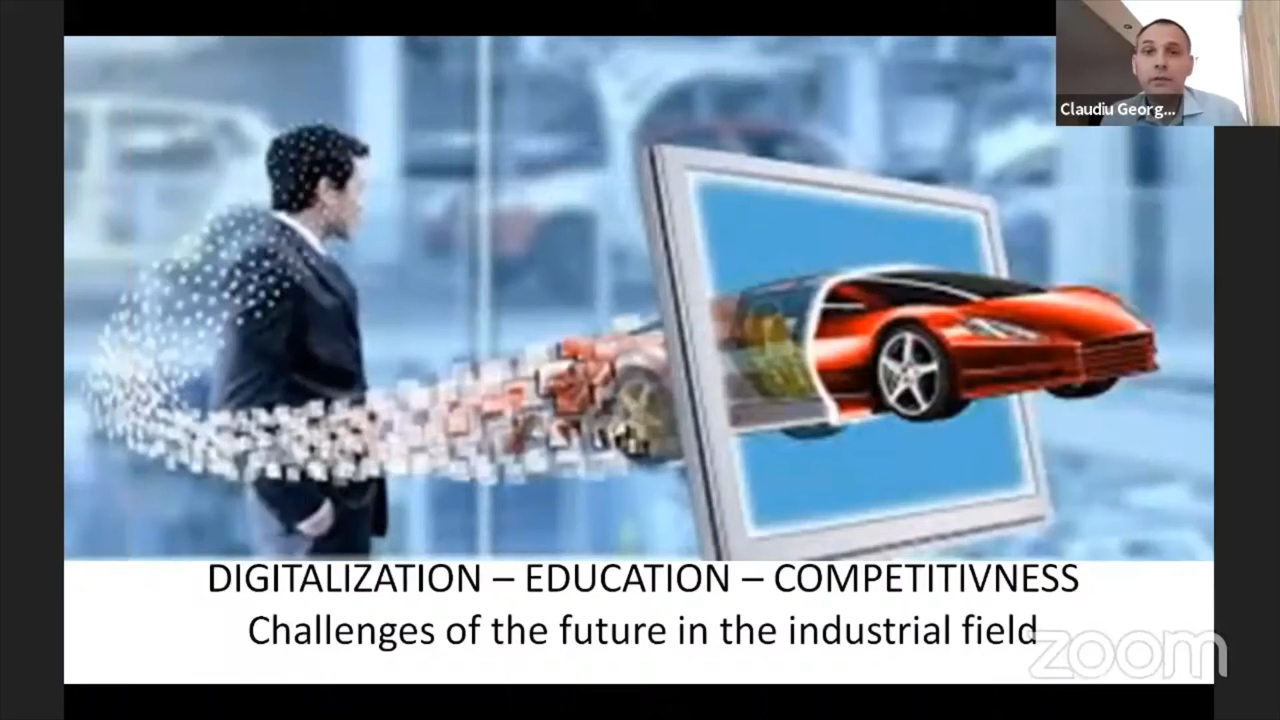 Claudiu Georg...
DIGITALIZATION – EDUCATION – COMPETITIVNESS
Challenges of the future in the industrial field
zoom